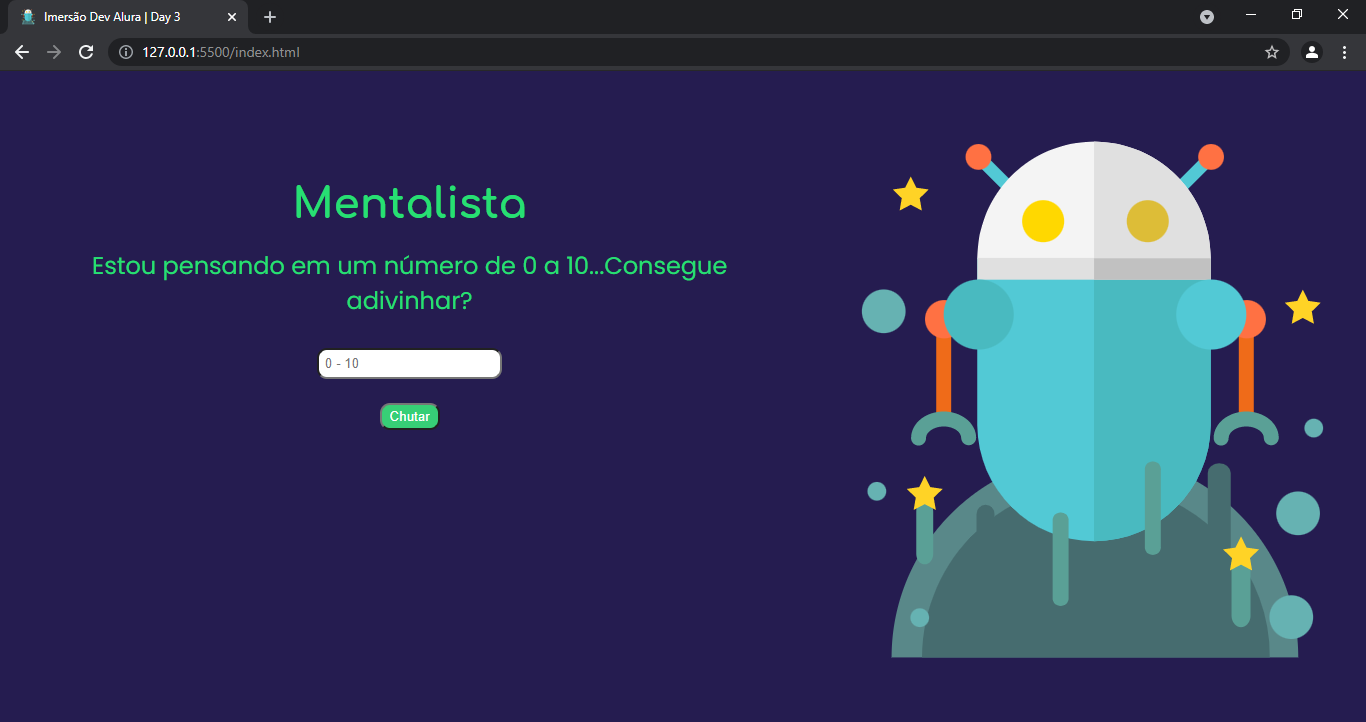 Imersão Dev Alura | Day 3
127.0.0.1:5500/index.html
Mentalista
Estou pensando em um número de 0 a 10...Consegue
adivinhar?
0 - 10
Chutar